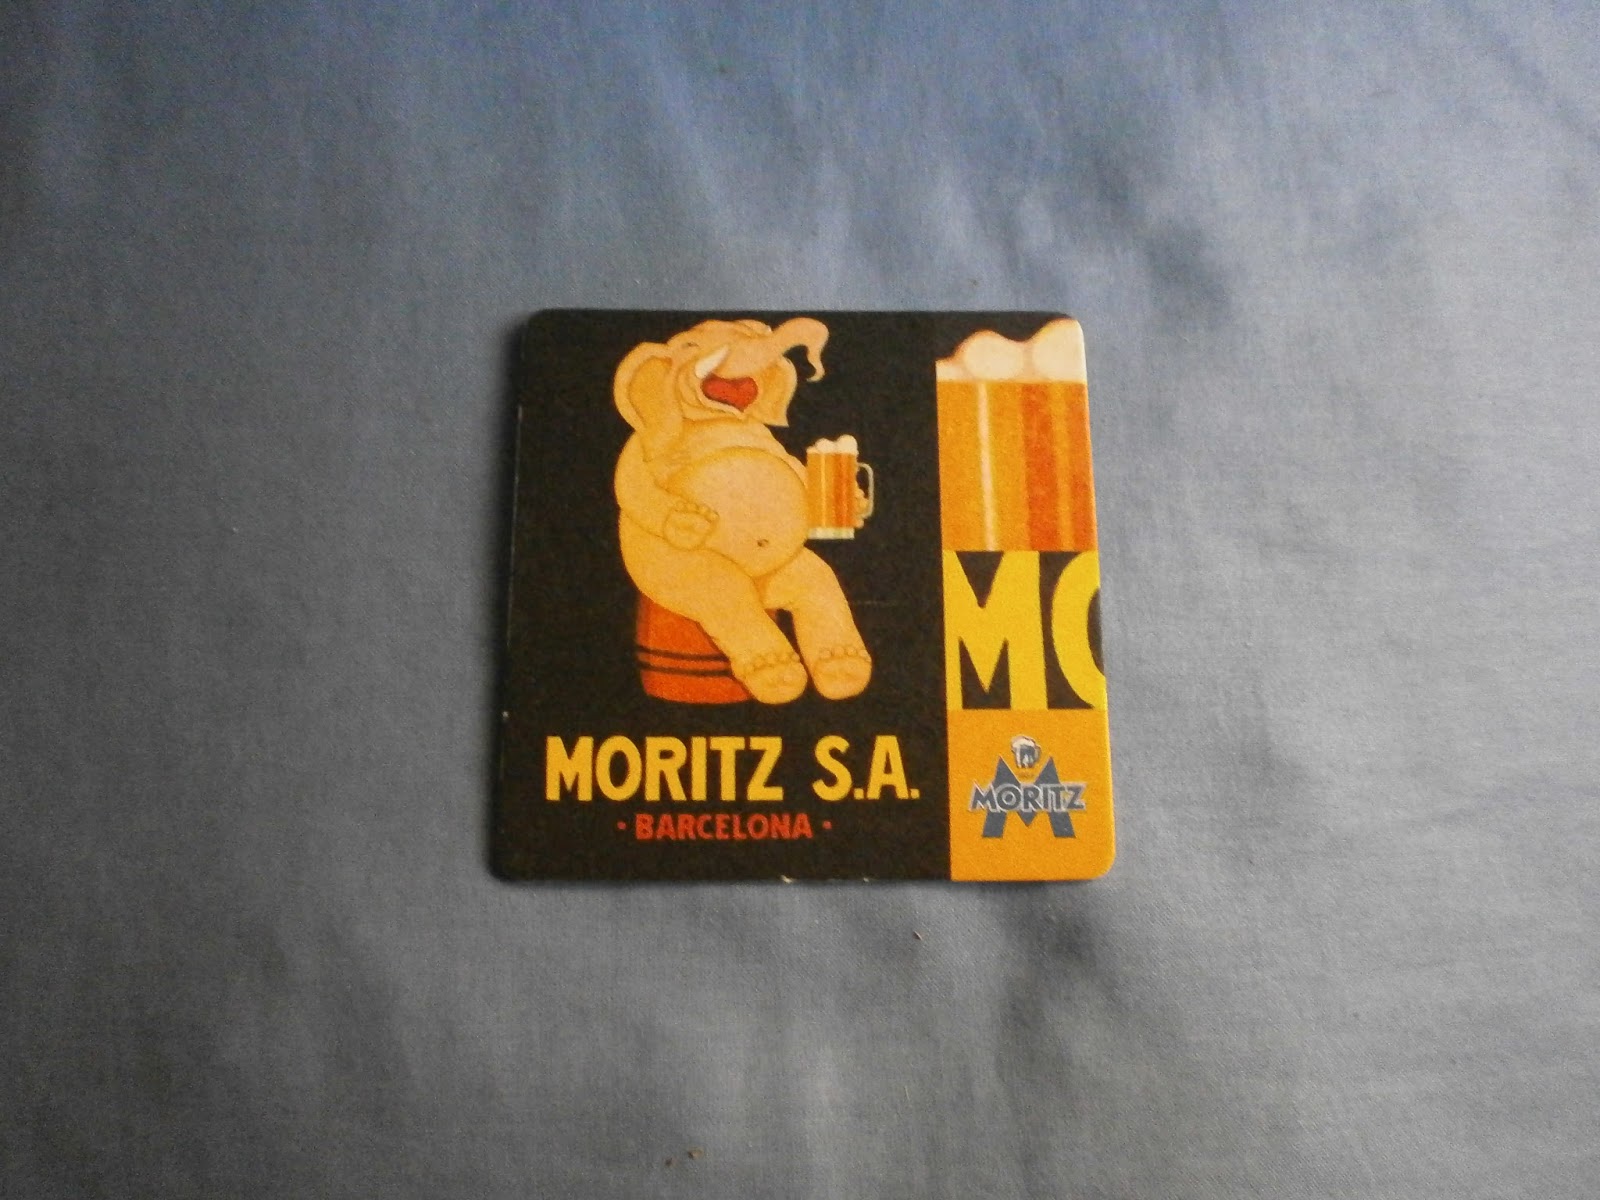 MORITZ S.A.
· BARCELONA ·
MO
MORITZ